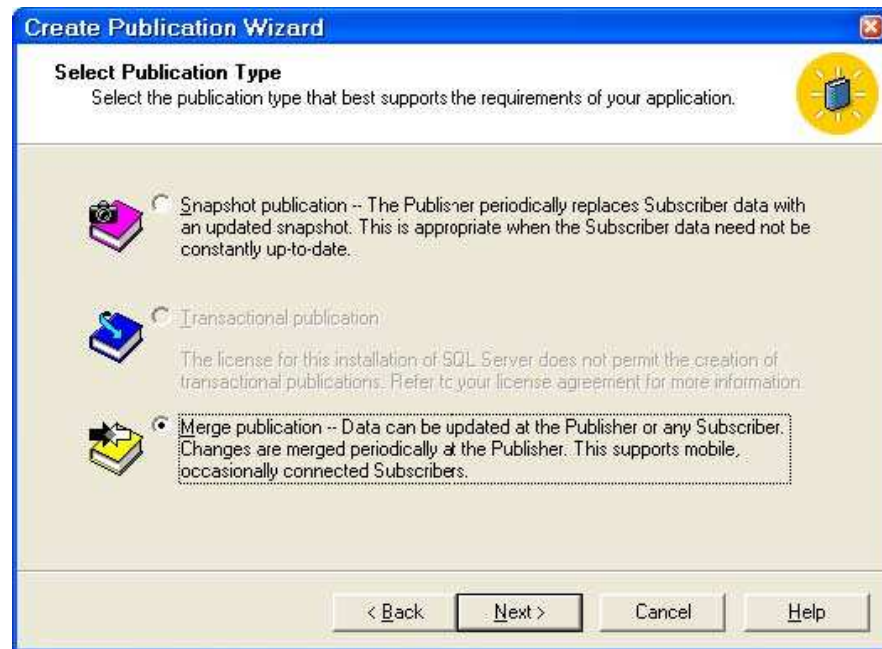 Create Publication Wizard
Select Publication Type
Select the publication type that best supports the requirements of your application.
Snapshot publication -- The Publisher periodically replaces Subscriber data with
an updated snapshot. This is appropriate when the Subscriber data need not be
constantly up-to-date.
Transactional publication
The license for this installation of SQL Server does not permit the creation of
transactional publications. Refer to your license agreement for more information.
Merge publication -- Data can be updated at the Publisher or any Subscriber.
Changes are merged periodically at the Publisher. This supports mobile,
occasionally connected Subscribers.
< Back
Next >
Cancel
Help